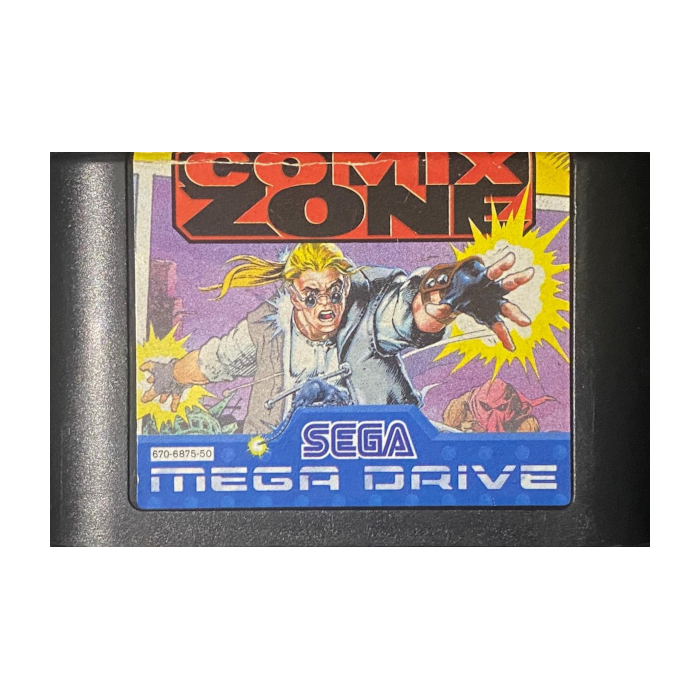 COMIX
ZONE
SEGA
670-6875-50
MEGA DRIVE